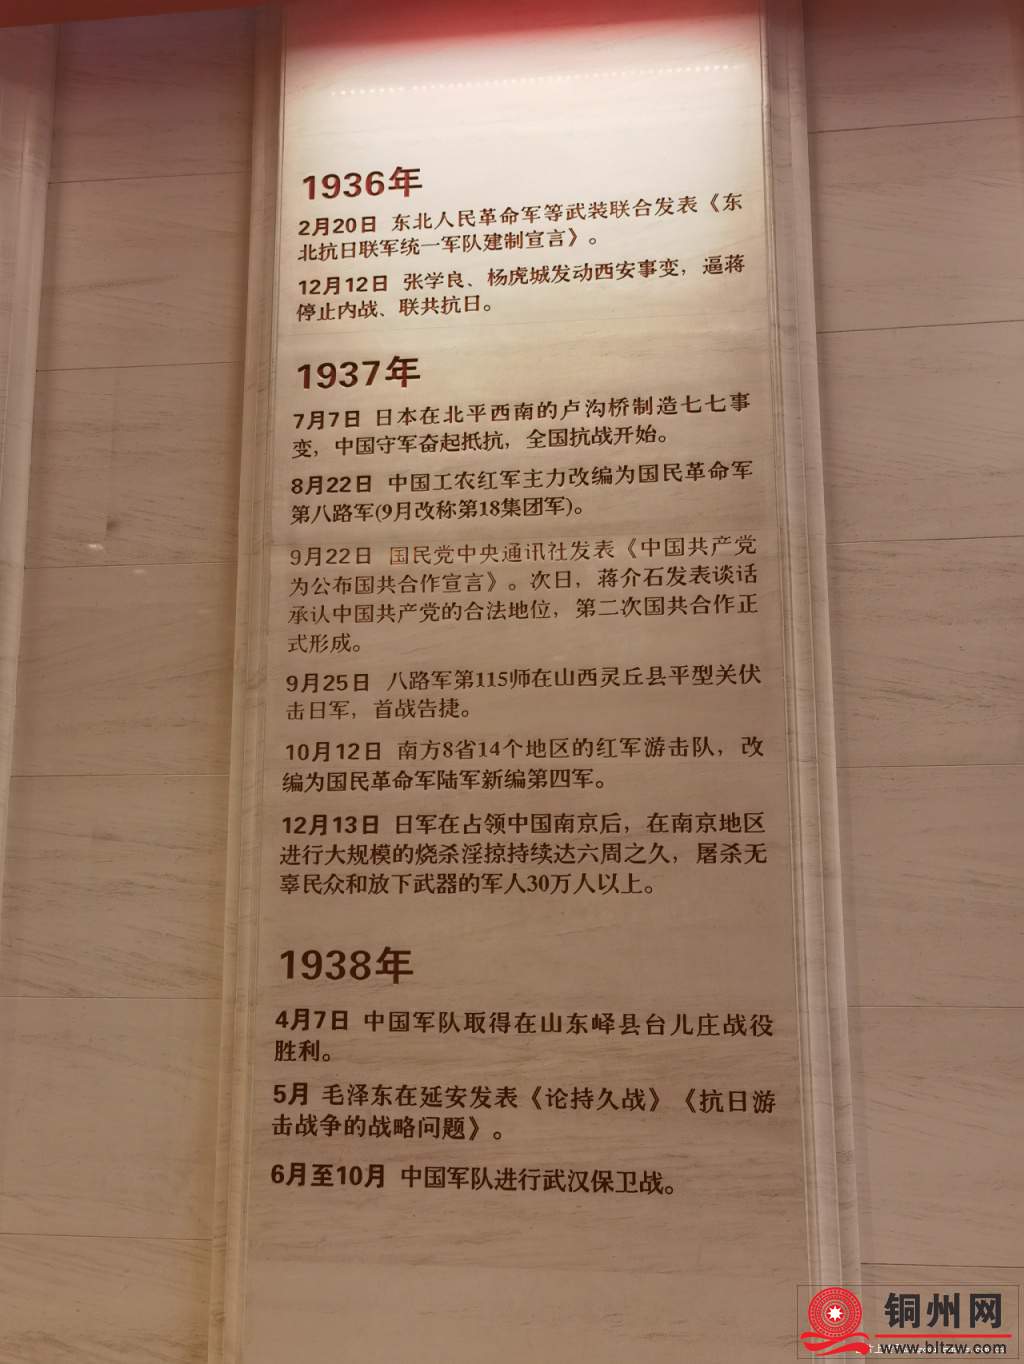 1936年
2月20日 东北人民革命军等武装联合发表《东
北抗日联军统一军队建制宣言》。
12月12日 张学良、杨虎城发动西安事变，逼蒋
停止内战、联共抗日。
1937年
7月7日 日本在北平西南的卢沟桥制造七七事
变，中国守军奋起抵抗，全国抗战开始。
8月22日 中国工农红军主力改编为国民革命军
第八路军(9月改称第18集团军)。
9月22日 国民党中央通讯社发表《中国共产党
为公布国共合作宣言》。次日，蒋介石发表谈话
承认中国共产党的合法地位，第二次国共合作正
式形成。
9月25日 八路军第115师在山西灵丘县平型关伏
击日军，首战告捷。
10月12日 南方8省14个地区的红军游击队，改
编为国民革命军陆军新编第四军。
12月13日 日军在占领中国南京后，在南京地区
进行大规模的烧杀淫掠持续达六周之久，屠杀无
辜民众和放下武器的军人30万人以上。
1938年
4月7日 中国军队取得在山东峄县台儿庄战役
胜利。
5月 毛泽东在延安发表《论持久战》《抗日游
击战争的战略问题》。
6月至10月 中国军队进行武汉保卫战。
铜州网
www.bltzw.com